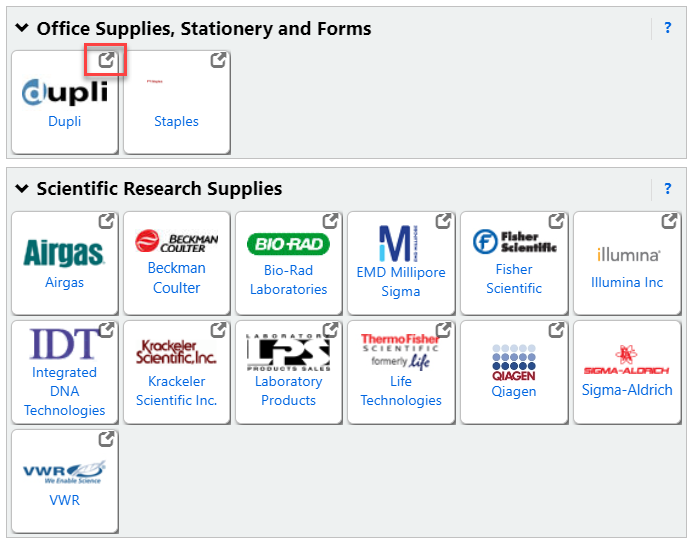 Office Supplies, Stationery and Forms
?
dupli
Dupli
Staples
Scientific Research Supplies
?
Airgas
Airgas
BECKMAN
COULTER
Beckman
Coulter
BIO-RAD
Bio-Rad
Laboratories
M
EMD MILLIPORE
EMD Millipore
Sigma
Fisher
Scientific
Fisher
Scientific
illumina
Illumina Inc
IDT
Integrated
DNA
Technologies
Krackeler
Scientific, Inc.
Krackeler
Scientific Inc.
LABORATORY
LPS
PRODUCTS SALES
Laboratory
Products
ThermoFisher
SCIENTIFIC
formerly life
Life
Technologies
QIAGEN
Qiagen
SIGMA-ALDRICH
Sigma-Aldrich
VWR
We Enable Science
VWR